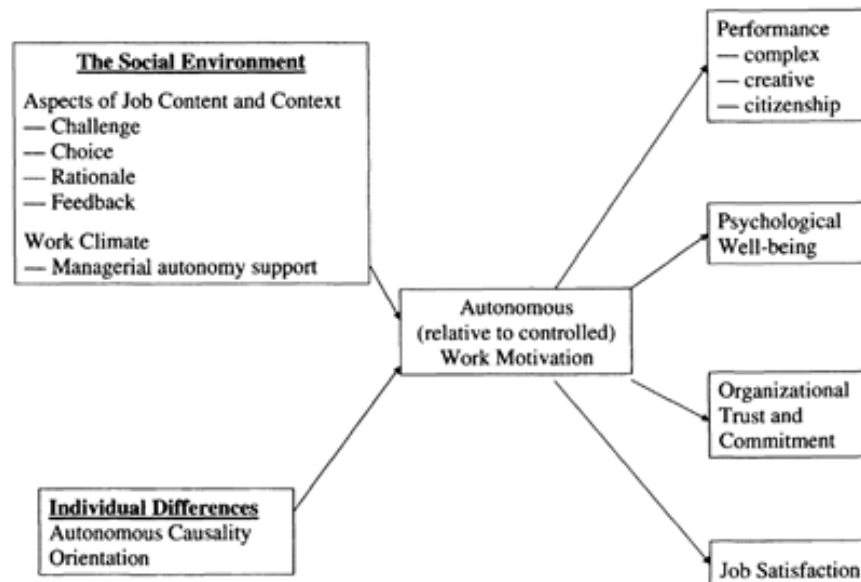 The Social Environment
Aspects of Job Content and Context
— Challenge
— Choice
— Rationale
— Feedback
Work Climate
— Managerial autonomy support
Individual Differences
Autonomous Causality
Orientation
Autonomous
(relative to controlled)
Work Motivation
Performance
— complex
— creative
— citizenship
Psychological
Well-being
Organizational
Trust and
Commitment
Job Satisfaction